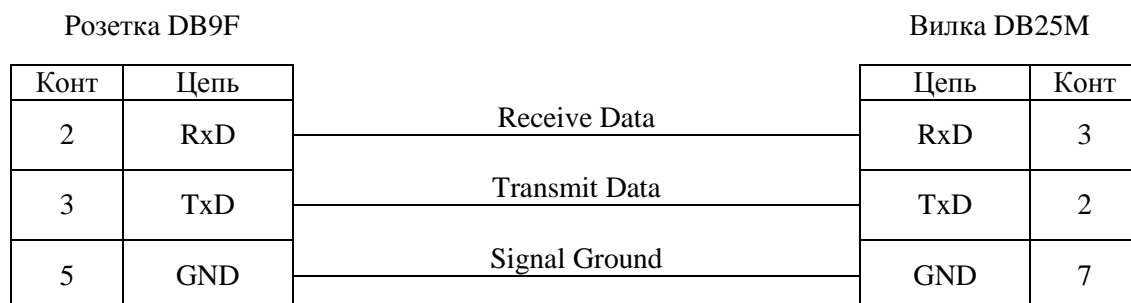 Розетка DB9F Вилка DB25M
Конт Цепь Цепь Конт
2 RxD Receive Data RxD 3
3 TxD Transmit Data TxD 2
5 GND Signal Ground GND 7